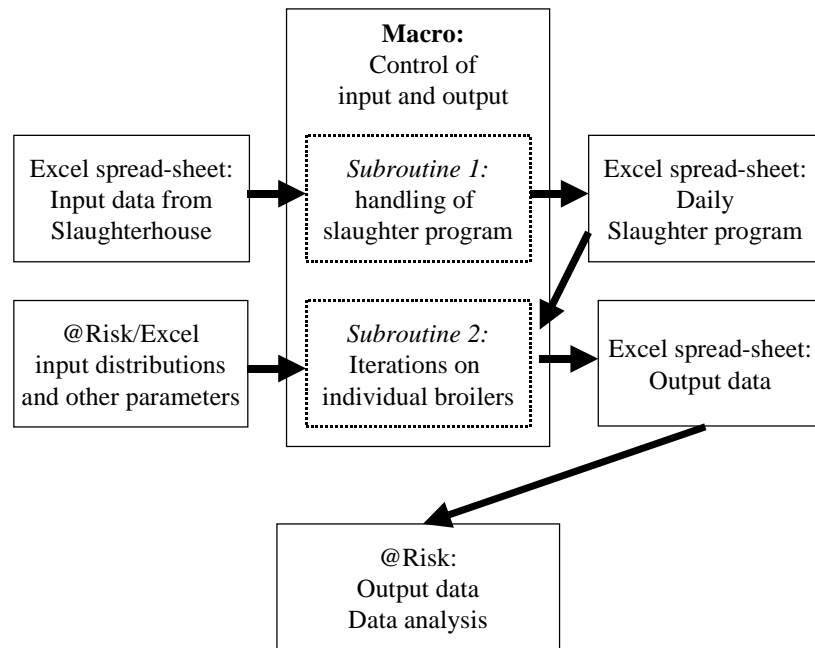 Macro:
Control of
input and output
Excel spread-sheet:
Input data from
Slaughterhouse
Subroutine 1:
handling of
slaughter program
Excel spread-sheet:
Daily
Slaughter program
@Risk/Excel
input distributions
and other parameters
Subroutine 2:
Iterations on
individual broilers
Excel spread-sheet:
Output data
@Risk:
Output data
Data analysis